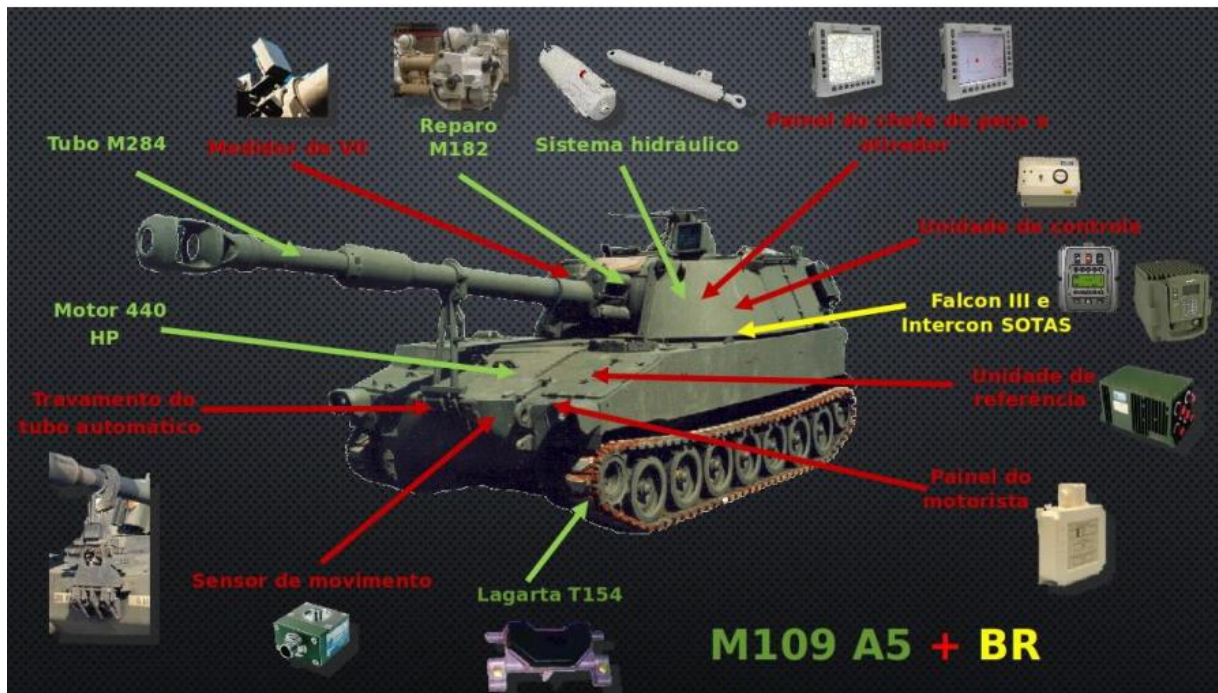 Tubo M284
Medidor de V0
Reparo
M182
Sistema hidráulico
Painel do chefe de peça e
atirador
Unidade de controle
Motor 440
HP
Falcon III e
Intercon SOTAS
Travamento do
tubo automático
Unidade de
referência
Painel do
motorista
Sensor de movimento
Lagarta T154
M109 A5 + BR